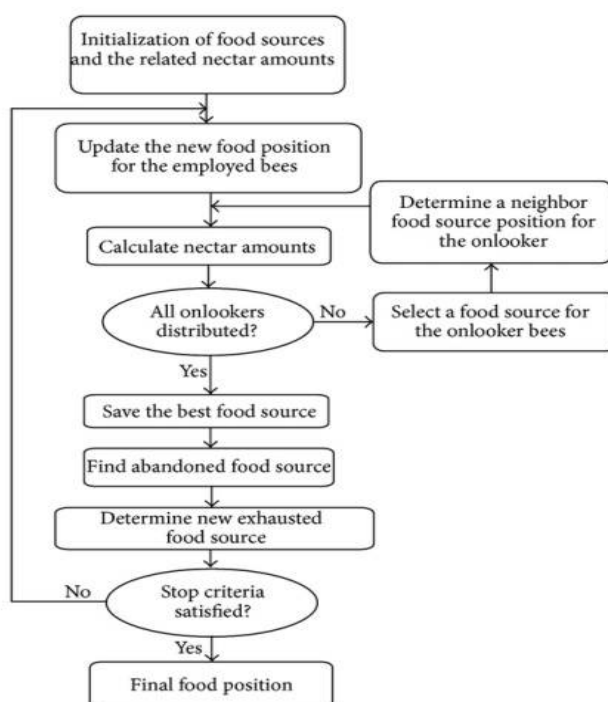 Initialization of food sources
and the related nectar amounts
Update the new food position
for the employed bees
Determine a neighbor
food source position for
the onlooker
Calculate nectar amounts
All onlookers
distributed?
No
Select a food source for
the onlooker bees
Yes
Save the best food source
Find abandoned food source
Determine new exhausted
food source
No
Stop criteria
satisfied?
Yes
Final food position